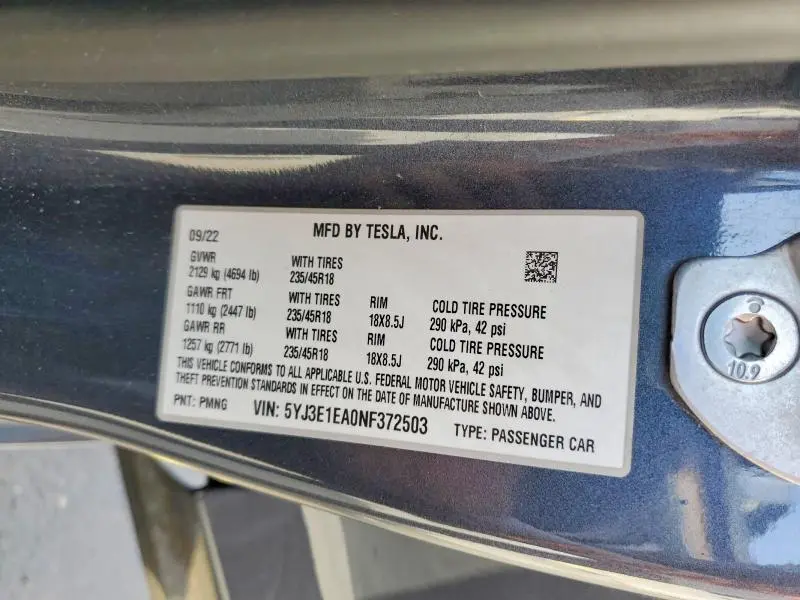 09/22 MFD BY TESLA, INC.
GVWR WITH TIRES
2129 kg (4694 lb) 235/45R18
GAWR FRT WITH TIRES RIM COLD TIRE PRESSURE
1110 kg (2447 lb) 235/45R18 18X8.5J 290 kPa, 42 psi
GAWR RR WITH TIRES RIM COLD TIRE PRESSURE
1257 kg (2771 lb) 235/45R18 18X8.5J 290 kPa, 42 psi
THIS VEHICLE CONFORMS TO ALL APPLICABLE U.S. FEDERAL MOTOR VEHICLE SAFETY, BUMPER, AND
THEFT PREVENTION STANDARDS IN EFFECT ON THE DATE OF MANUFACTURE SHOWN ABOVE.
PNT: PMNG VIN: 5YJ3E1EA0NF372503 TYPE: PASSENGER CAR
10.9